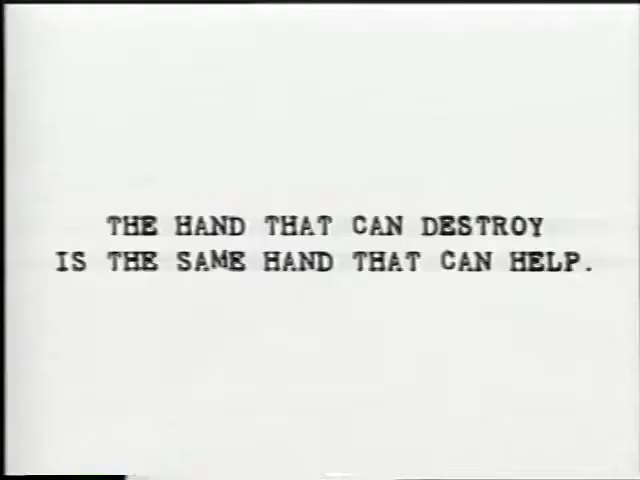 THE HAND THAT CAN DESTROY
IS THE SAME HAND THAT CAN HELP.